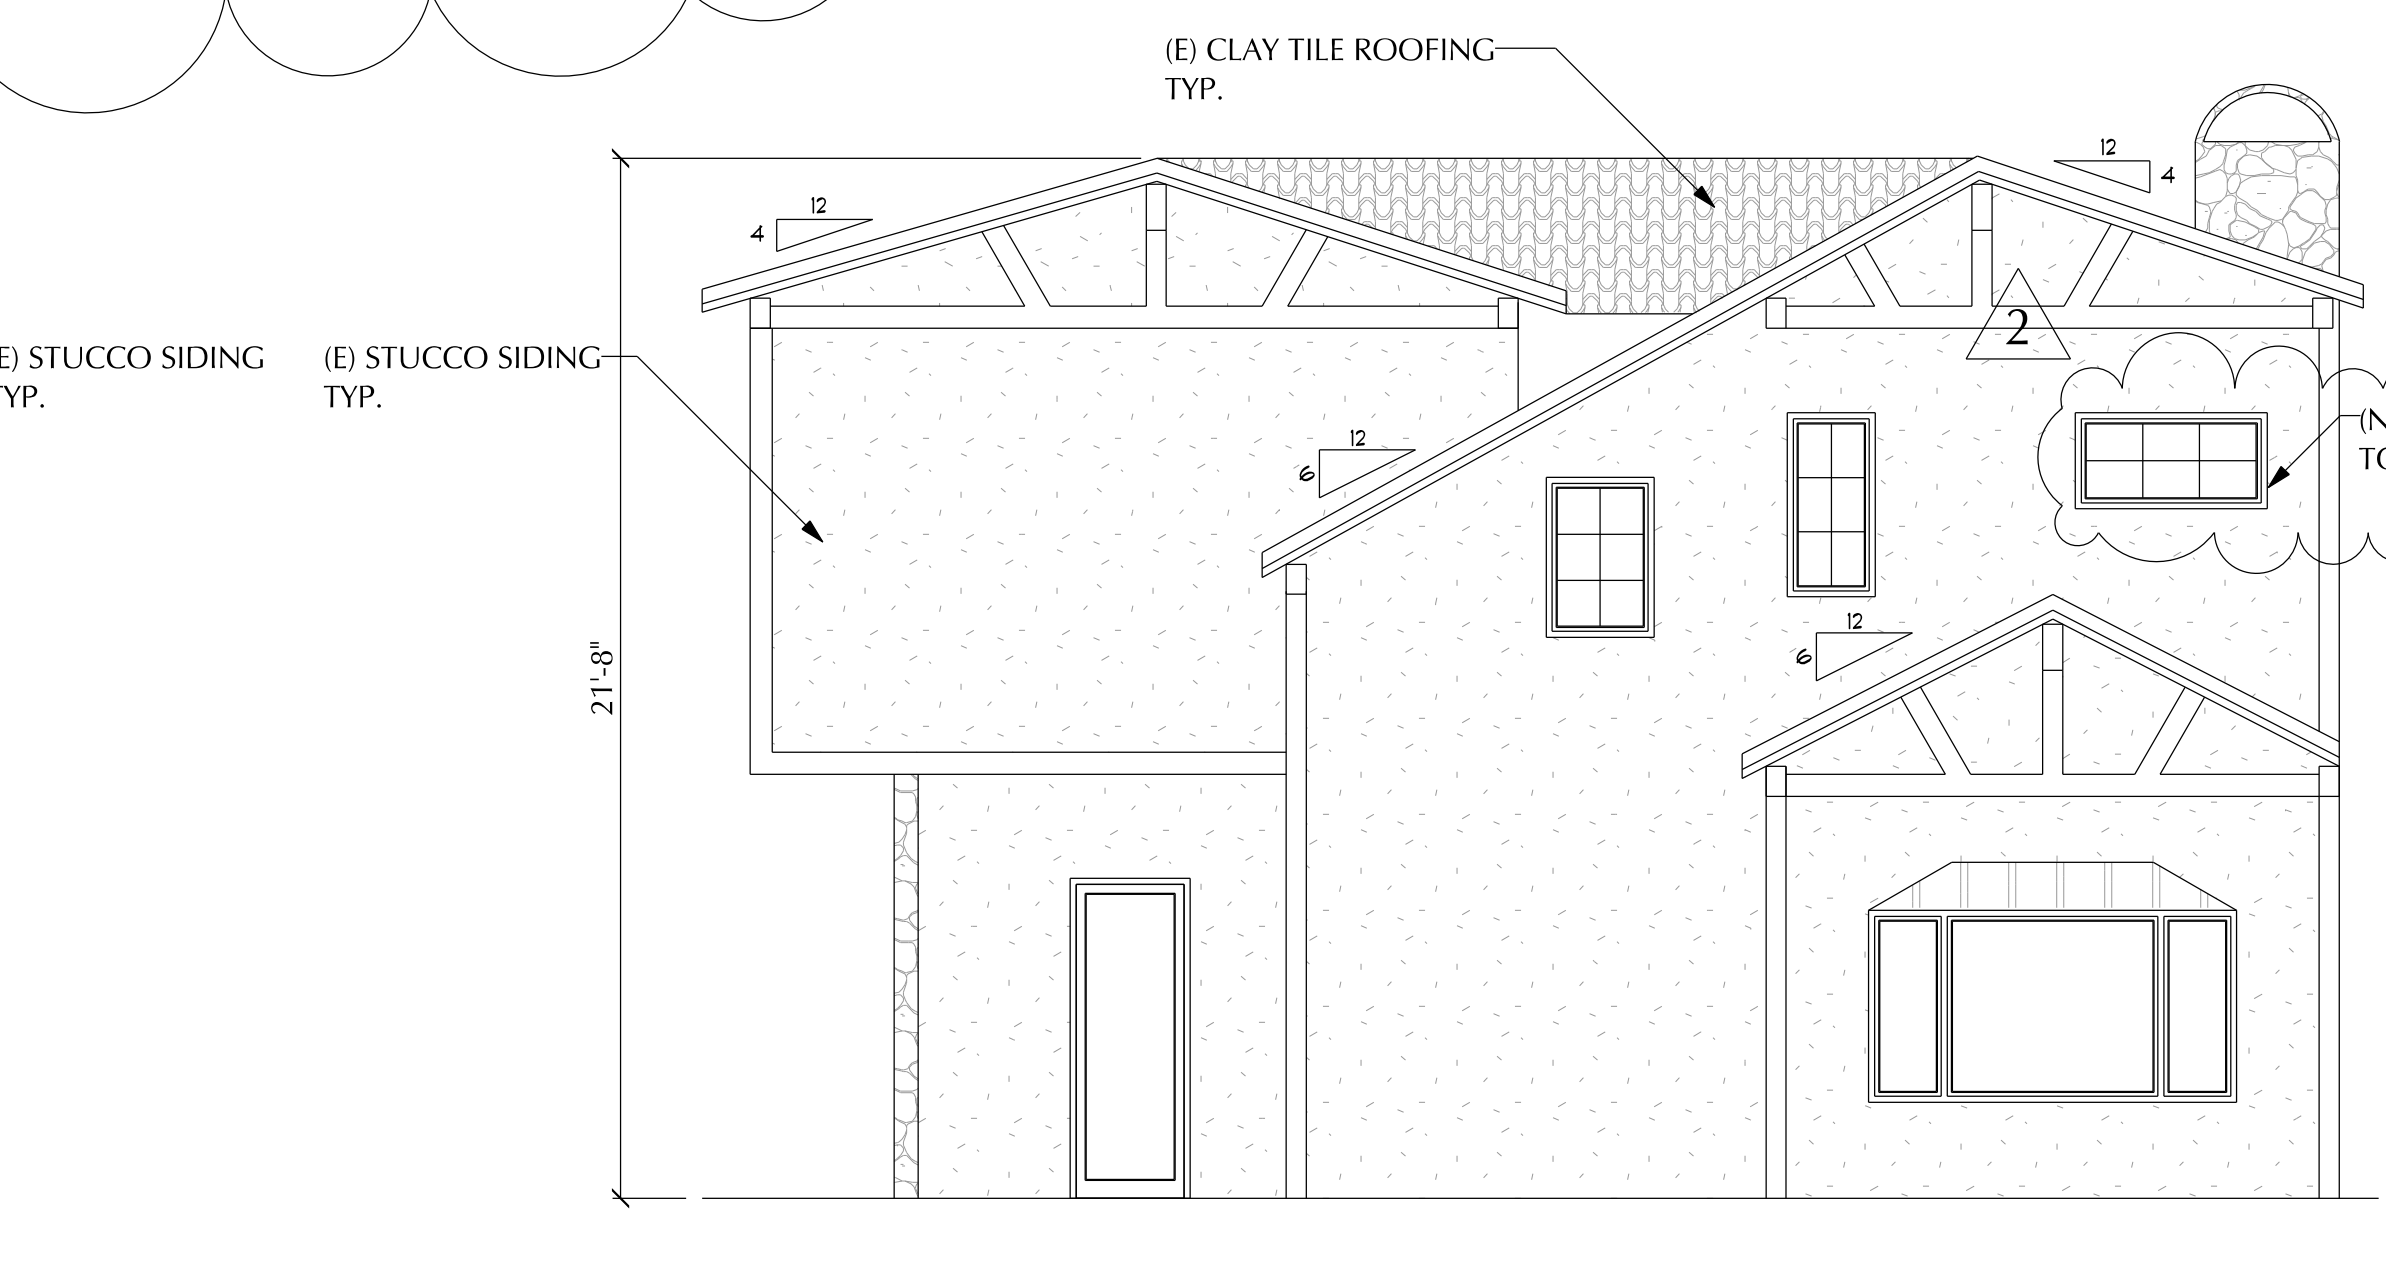 (E) CLAY TILE ROOFING
TYP.
12
4
12
4
E) STUCCO SIDING
TYP.
(E) STUCCO SIDING
TYP.
2
(N
TO
12
6
12
6
21'-8"